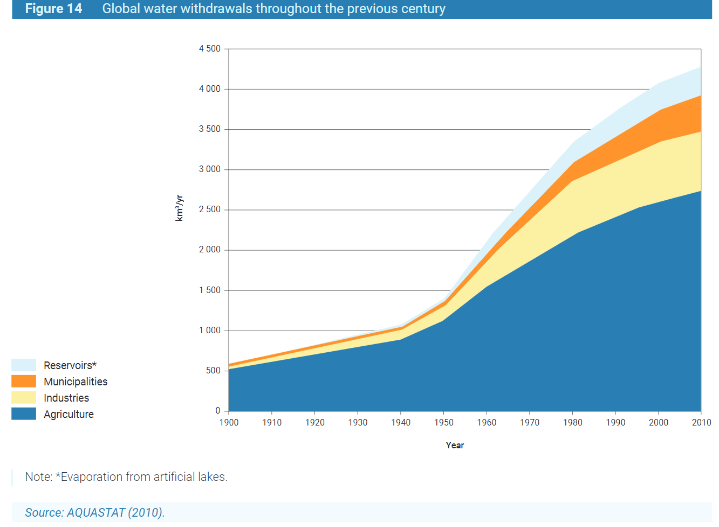 Figure 14 Global water withdrawals throughout the previous century
4 500
4 000
3 500
3 000
2 500
2 000
1 500
1 000
500
0
km³/yr
1900 1910 1920 1930 1940 1950 1960 1970 1980 1990 2000 2010
Year
Reservoirs*
Municipalities
Industries
Agriculture
Note: *Evaporation from artificial lakes.
Source: AQUASTAT (2010).